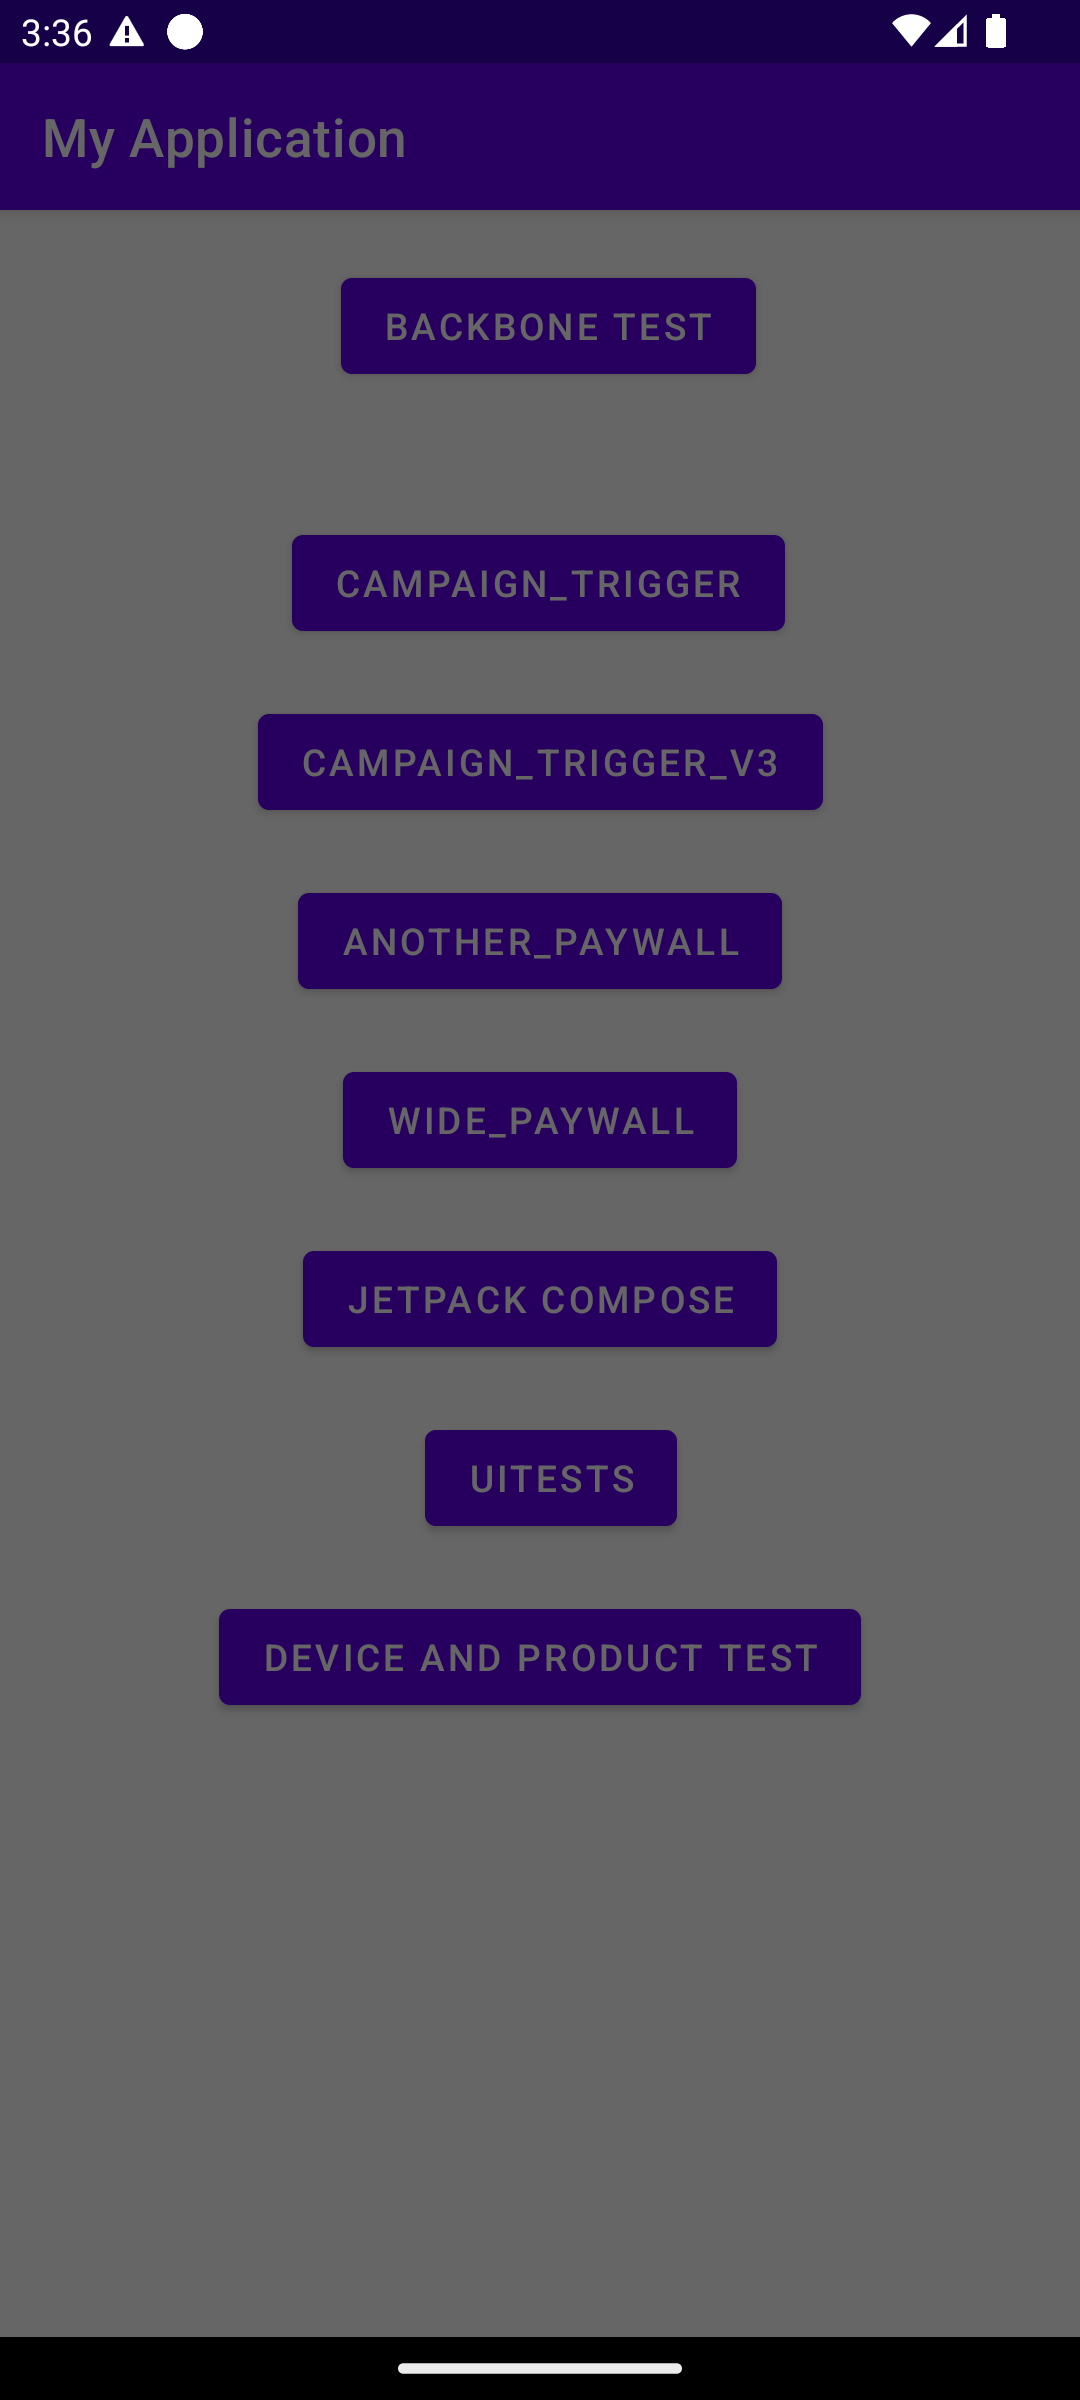 3:36
My Application
BACKBONE TEST
CAMPAIGN_TRIGGER
CAMPAIGN_TRIGGER_V3
ANOTHER_PAYWALL
WIDE_PAYWALL
JETPACK COMPOSE
UITESTS
DEVICE AND PRODUCT TEST